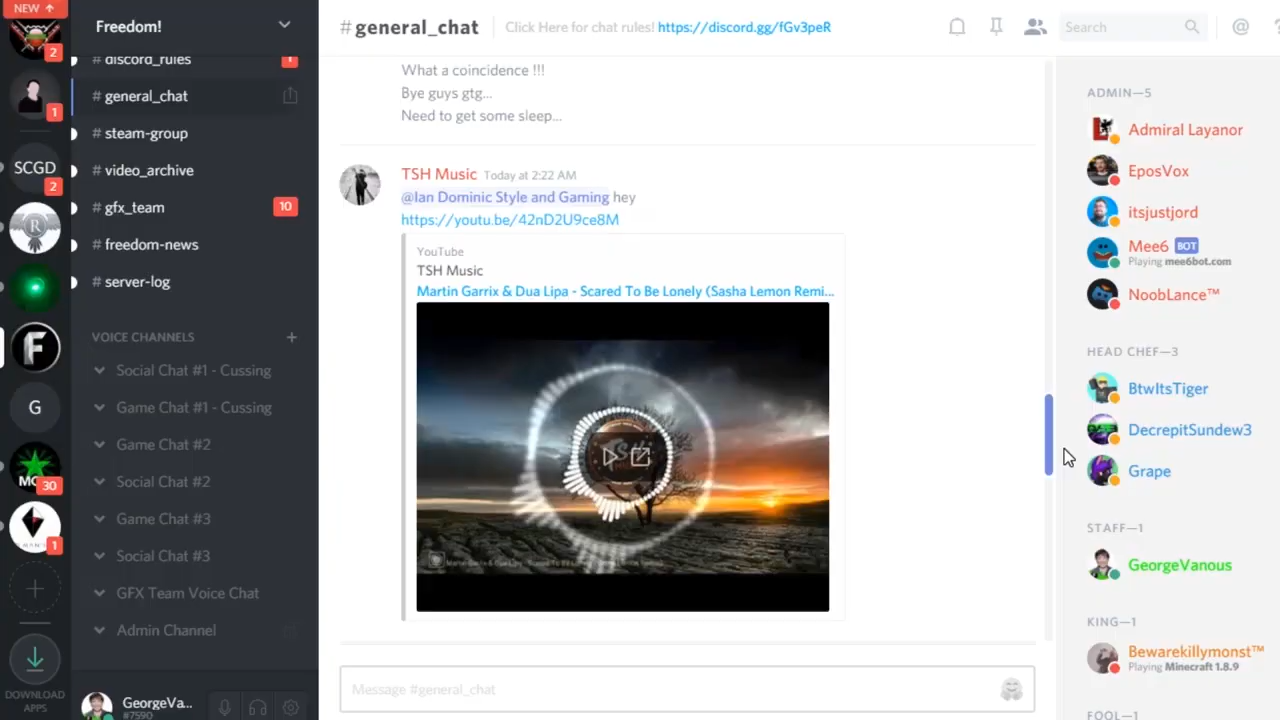 NEW ↑
2
1
SCGD
2
R
F
G
MC
30
1
DOWNLOAD
APPS
Freedom!
# discord_rules
1
# general_chat
# steam-group
# video_archive
# gfx_team
10
# freedom-news
# server-log
VOICE CHANNELS
Social Chat #1 - Cussing
Game Chat #1 - Cussing
Game Chat #2
Social Chat #2
Game Chat #3
Social Chat #3
GFX Team Voice Chat
Admin Channel
GeorgeVa...
#7590
#general_chat
Click Here for chat rules! https://discord.gg/fGv3peR
Search
@
What a coincidence !!!
Bye guys gtg...
Need to get some sleep...
TSH Music Today at 2:22 AM
@Ian Dominic Style and Gaming hey
https://youtu.be/42nD2U9ce8M
YouTube
TSH Music
Martin Garrix & Dua Lipa - Scared To Be Lonely (Sasha Lemon Remi...
Message #general_chat
ADMIN—5
Admiral Layanor
EposVox
itsjustjord
Mee6 BOT
Playing mee6bot.com
NoobLance™
HEAD CHEF—3
BtwItsTiger
DecrepitSundew3
Grape
STAFF—1
GeorgeVanous
KING—1
Bewarekillymonst™
Playing Minecraft 1.8.9
FOOL—1